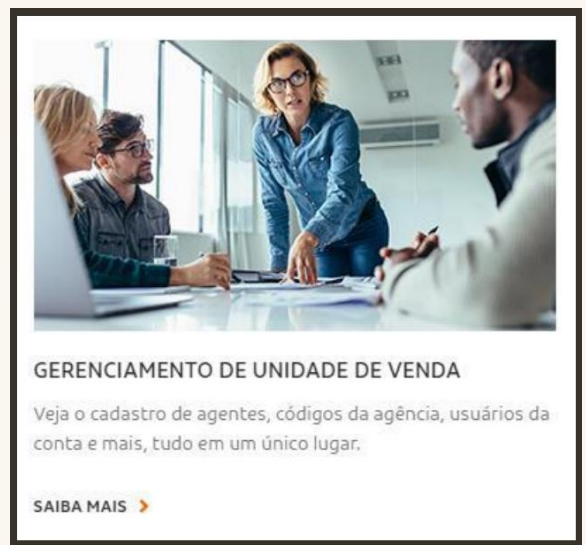 GERENCIAMENTO DE UNIDADE DE VENDA
Veja o cadastro de agentes, códigos da agência, usuários da
conta e mais, tudo em um único lugar.
SAIBA MAIS